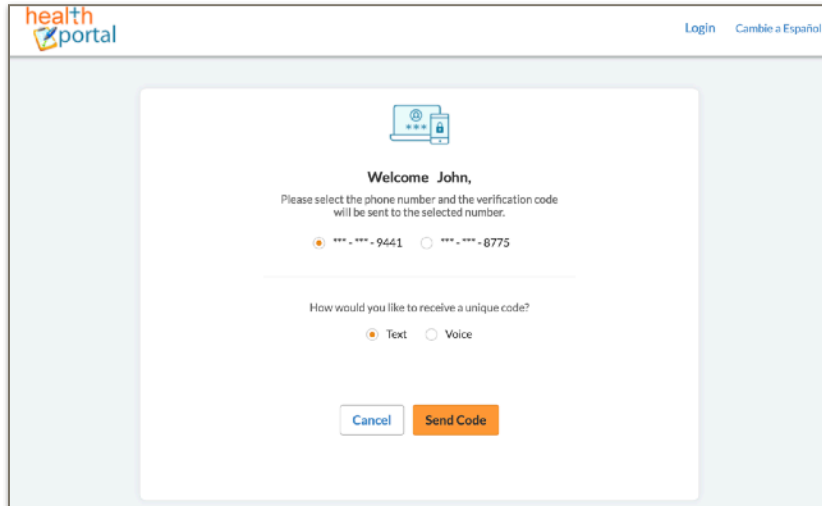 health
portal
Login Cambie a Español
***
Welcome John,
Please select the phone number and the verification code
will be sent to the selected number.
*** - *** - 9441 *** - *** - 8775
How would you like to receive a unique code?
Text Voice
Cancel Send Code